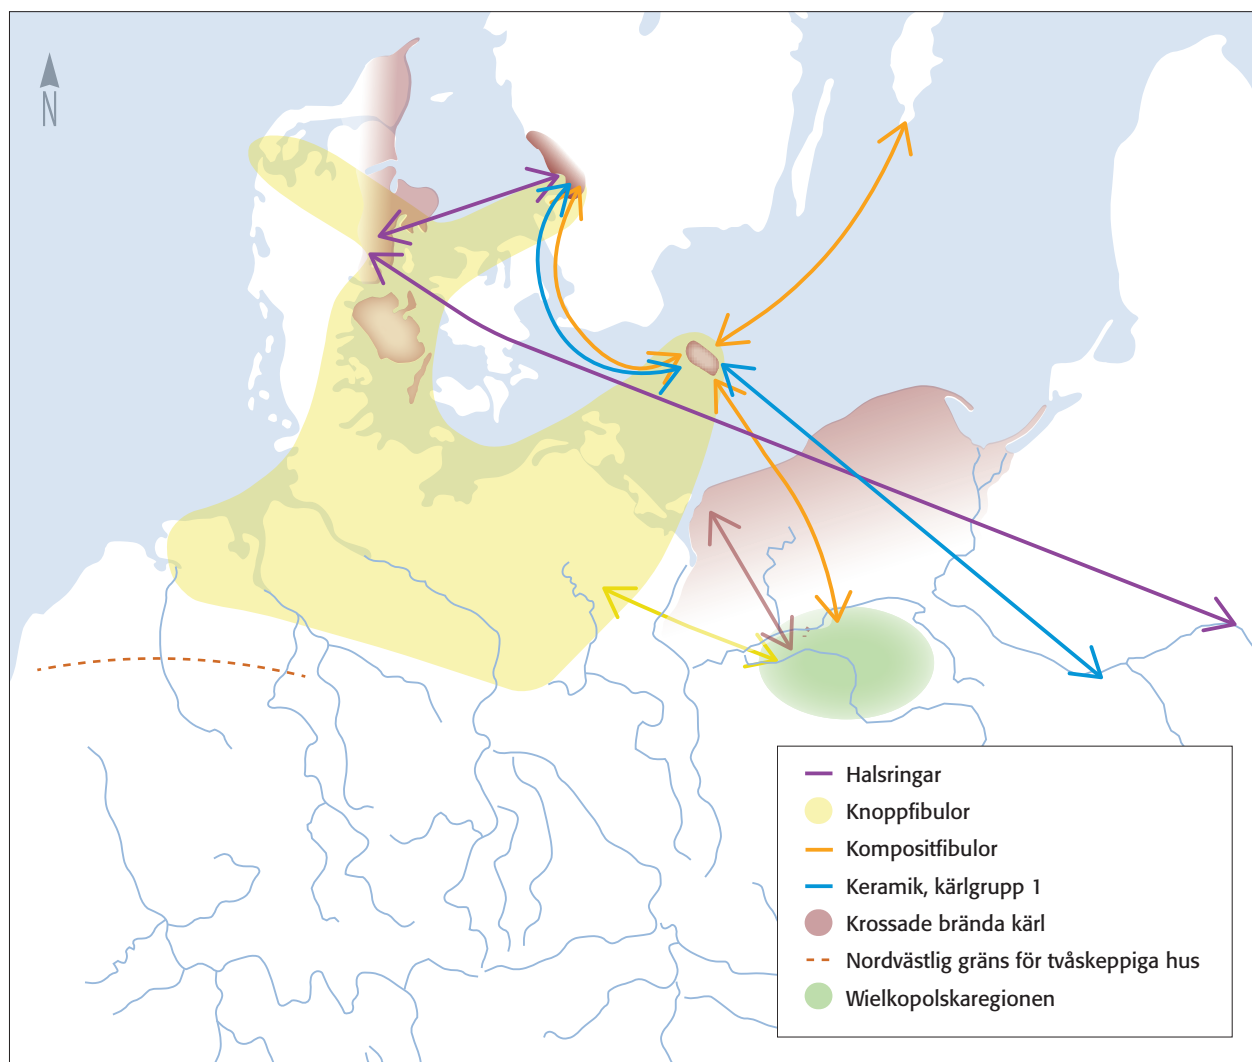 N
Halsringar
Knoppfibulor
Kompositfibulor
Keramik, kärlgrupp 1
Krossade brända kärl
Nordvästlig gräns för tvåskeppiga hus
Wielkopolskaregionen